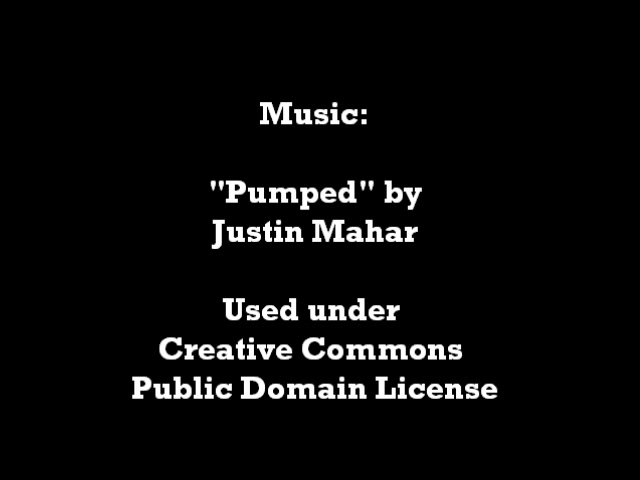 Music:
"Pumped" by
Justin Mahar
Used under
Creative Commons
Public Domain License